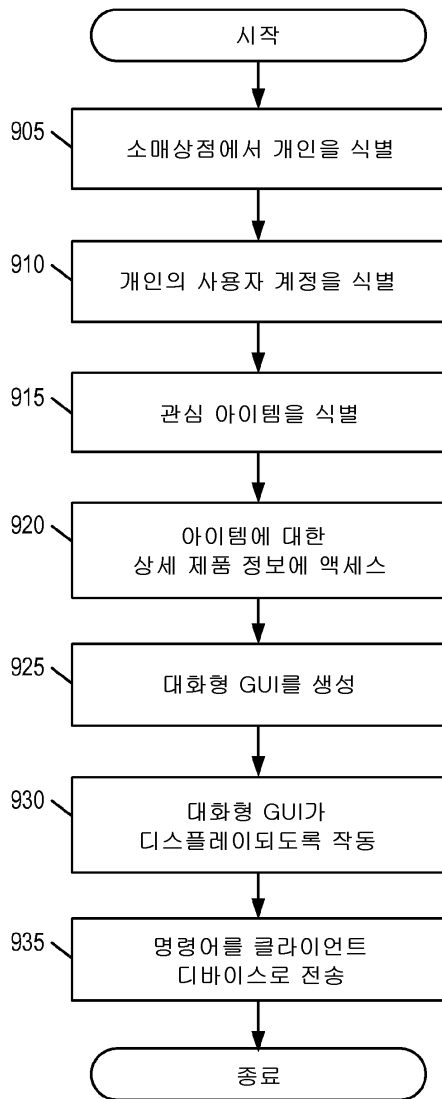 시작
905
소매상점에서 개인을 식별
910
개인의 사용자 계정을 식별
915
관심 아이템을 식별
920
아이템에 대한
상세 제품 정보에 액세스
925
대화형 GUI를 생성
930
대화형 GUI가
디스플레이되도록 작동
935
명령어를 클라이언트
디바이스로 전송
종료